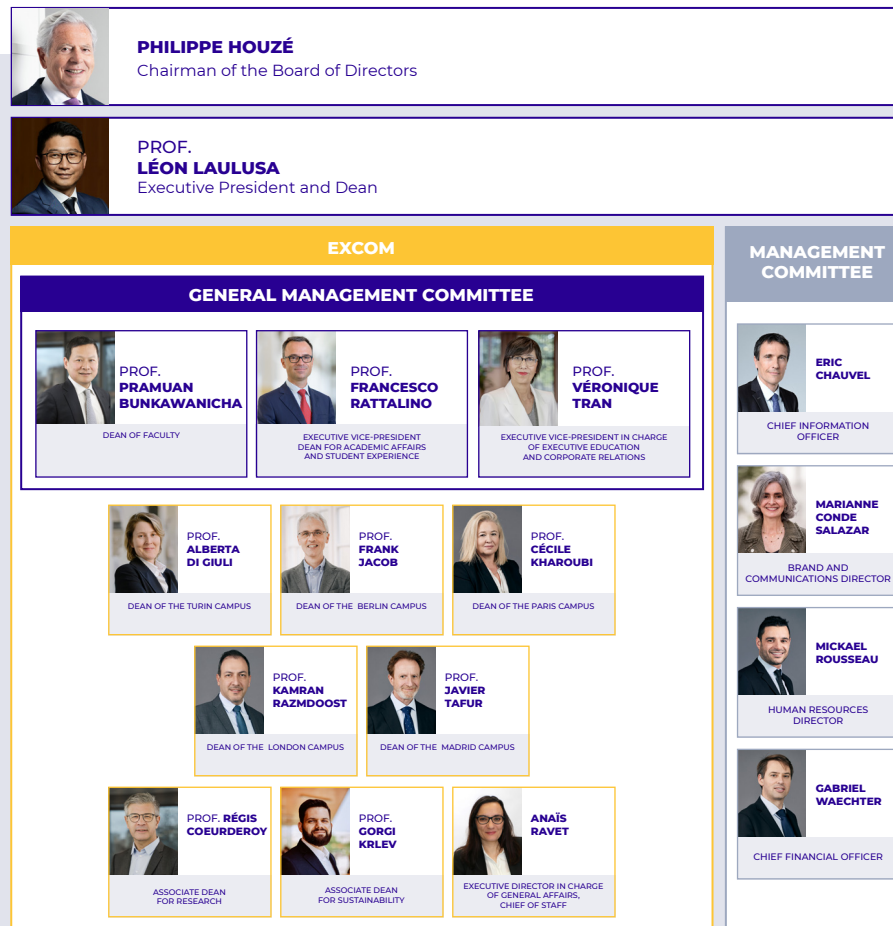 PHILIPPE HOUZÉ
Chairman of the Board of Directors
PROF.
LÉON LAULUSA
Executive President and Dean
EXCOM
GENERAL MANAGEMENT COMMITTEE
PROF.
PRAMUAN
BUNKAWANICHA
DEAN OF FACULTY
PROF.
FRANCESCO
RATTALINO
EXECUTIVE VICE-PRESIDENT
DEAN FOR ACADEMIC AFFAIRS
AND STUDENT EXPERIENCE
PROF.
VÉRONIQUE
TRAN
EXECUTIVE VICE-PRESIDENT IN CHARGE
OF EXECUTIVE EDUCATION
AND CORPORATE RELATIONS
PROF.
ALBERTA
DI GIULI
DEAN OF THE TURIN CAMPUS
PROF.
FRANK
JACOB
DEAN OF THE BERLIN CAMPUS
PROF.
CÉCILE
KHAROUBI
DEAN OF THE PARIS CAMPUS
PROF.
KAMRAN
RAZMDOOST
DEAN OF THE LONDON CAMPUS
PROF.
JAVIER
TAFUR
DEAN OF THE MADRID CAMPUS
PROF. RÉGIS
COEURDEROY
ASSOCIATE DEAN
FOR RESEARCH
PROF.
GORGI
KRLEV
ASSOCIATE DEAN
FOR SUSTAINABILITY
ANAÏS
RAVET
EXECUTIVE DIRECTOR IN CHARGE
OF GENERAL AFFAIRS,
CHIEF OF STAFF
MANAGEMENT
COMMITTEE
ERIC
CHAUVEL
CHIEF INFORMATION
OFFICER
MARIANNE
CONDE
SALAZAR
BRAND AND
COMMUNICATIONS DIRECTOR
MICKAEL
ROUSSEAU
HUMAN RESOURCES
DIRECTOR
GABRIEL
WAECHTER
CHIEF FINANCIAL OFFICER